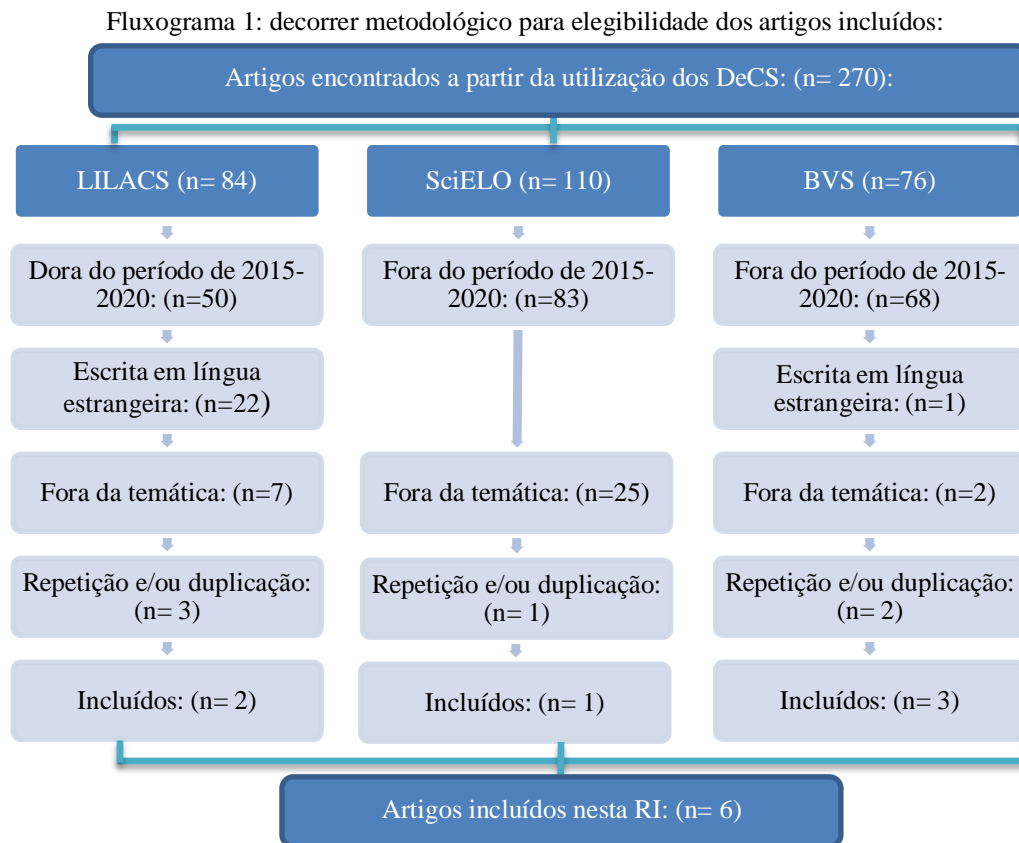 Fluxograma 1: decorrer metodológico para elegibilidade dos artigos incluídos:
Artigos encontrados a partir da utilização dos DeCS: (n= 270):
LILACS (n= 84)
SciELO (n= 110)
BVS (n=76)
Dora do período de 2015-
2020: (n=50)
Fora do período de 2015-
2020: (n=83)
Fora do período de 2015-
2020: (n=68)
Escrita em língua
estrangeira: (n=22)
Escrita em língua
estrangeira: (n=1)
Fora da temática: (n=7)
Fora da temática: (n=25)
Fora da temática: (n=2)
Repetição e/ou duplicação:
(n= 3)
Repetição e/ou duplicação:
(n= 1)
Repetição e/ou duplicação:
(n= 2)
Incluídos: (n= 2)
Incluídos: (n= 1)
Incluídos: (n= 3)
Artigos incluídos nesta RI: (n= 6)